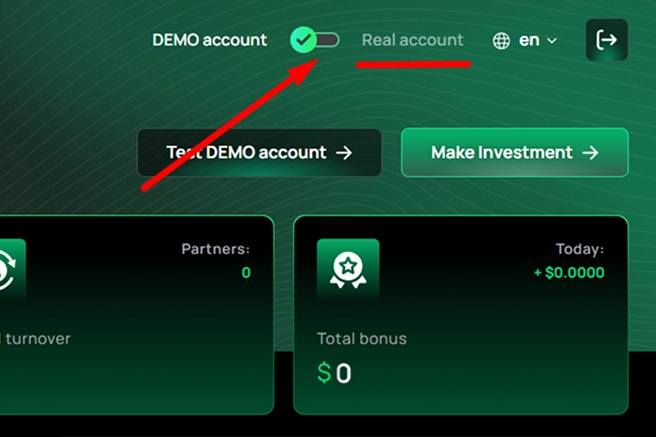 DEMO account
Real account
en
Test DEMO account
Make Investment
Partners:
0
turnover
Today:
+ $0.0000
Total bonus
$0